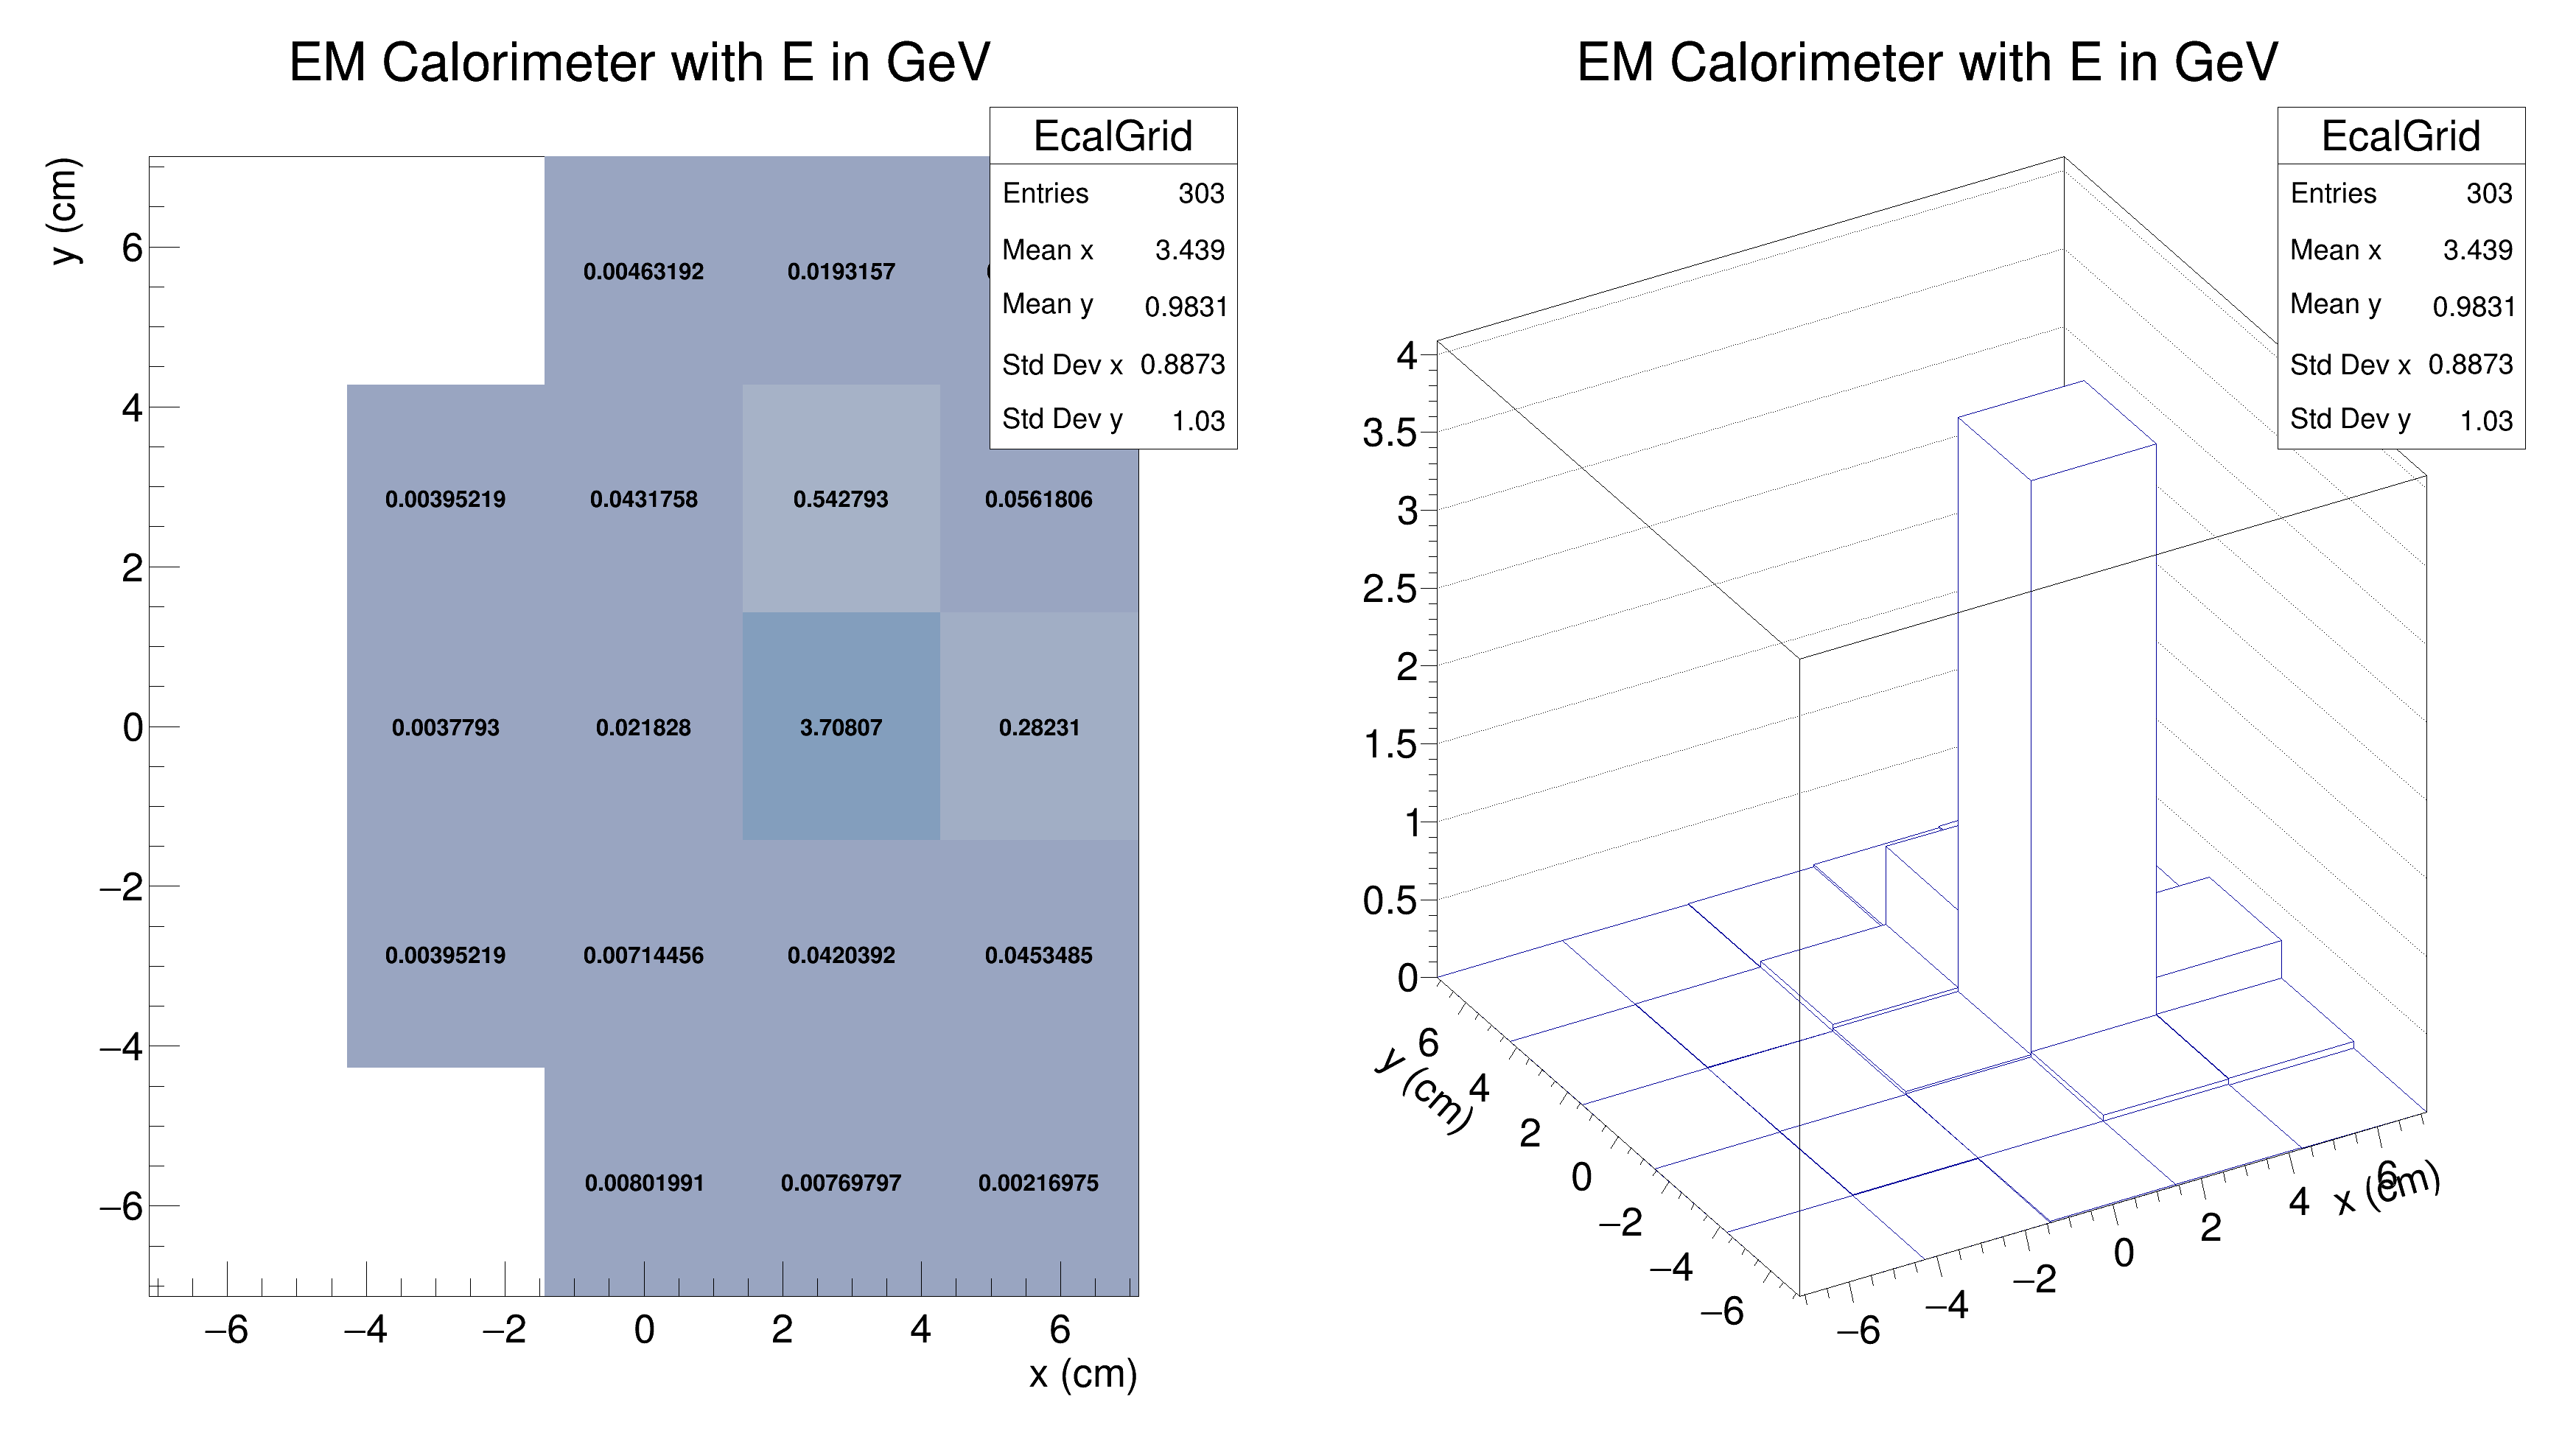 EM Calorimeter with E in GeV
EcalGrid
Entries 303
Mean x 3.439
Mean y 0.9831
Std Dev x 0.8873
Std Dev y 1.03
y (cm)
6
4
2
0
−2
−4
−6
0.00463192 0.0193157
0.00395219 0.0431758 0.542793 0.0561806
0.0037793 0.021828 3.70807 0.28231
0.00395219 0.00714456 0.0420392 0.0453485
0.00801991 0.00769797 0.00216975
−6 −4 −2 0 2 4 6
x (cm)
EM Calorimeter with E in GeV
EcalGrid
Entries 303
Mean x 3.439
Mean y 0.9831
Std Dev x 0.8873
Std Dev y 1.03
4
3.5
3
2.5
2
1.5
1
0.5
0
6
4
2
0
−2
−4
−6
y (cm)
−6 −4 −2 0 2 4 6
x (cm)